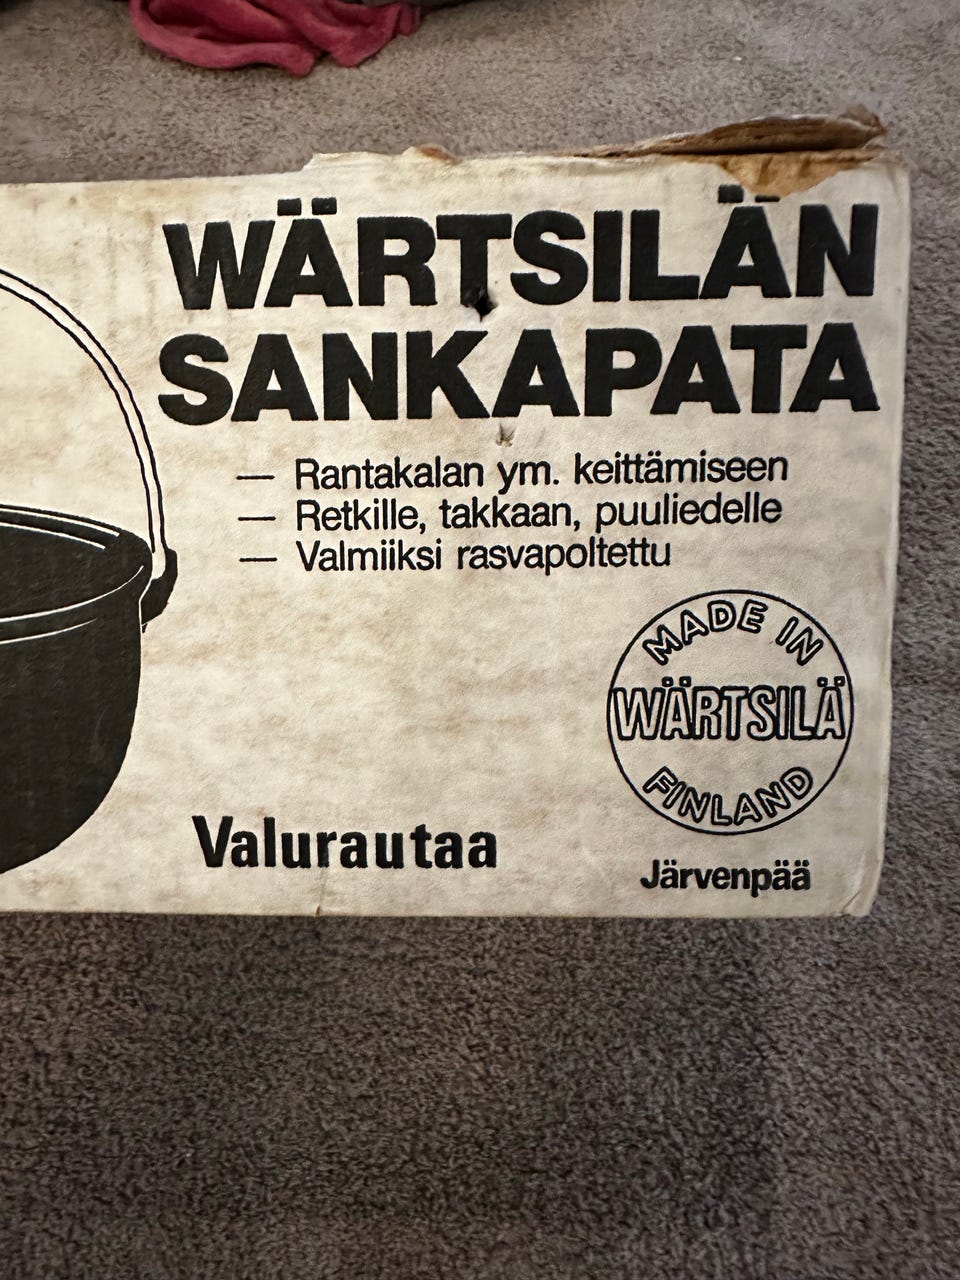 WÄRTSILÄN
SANKAPATA
— Rantakalan ym. keittämiseen
— Retkille, takkaan, puuliedelle
— Valmiiksi rasvapoltettu
MADE IN
WÄRTSILÄ
FINLAND
Valurautaa
Järvenpää